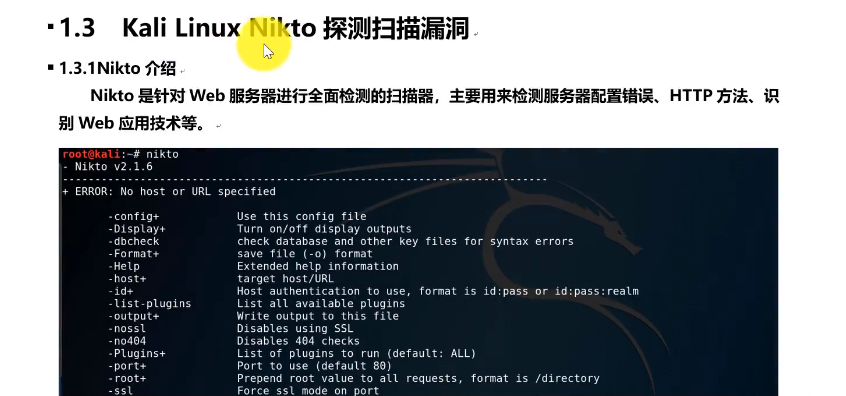 1.3 Kali Linux Nikto 探测扫描漏洞
1.3.1Nikto 介绍
Nikto 是针对 Web 服务器进行全面检测的扫描器，主要用来检测服务器配置错误、HTTP 方法、识
别 Web 应用技术等。
root@kali:~# nikto
- Nikto v2.1.6
---------------------------------------------------------------------------
+ ERROR: No host or URL specified
-config+ Use this config file
-Display+ Turn on/off display outputs
-dbcheck check database and other key files for syntax errors
-Format+ save file (-o) format
-Help Extended help information
-host+ target host/URL
-id+ Host authentication to use, format is id:pass or id:pass:realm
-list-plugins List all available plugins
-output+ Write output to this file
-nossl Disables using SSL
-no404 Disables 404 checks
-Plugins+ List of plugins to run (default: ALL)
-port+ Port to use (default 80)
-root+ Prepend root value to all requests, format is /directory
-ssl Force ssl mode on port